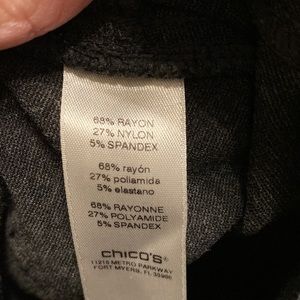 68% RAYON
27% NYLON
5% SPANDEX
68% rayón
27% poliamida
5% elastano
68% RAYONNE
27% POLYAMIDE
5% SPANDEX
chico's®
11215 METRO PARKWAY
FORT MYERS, FL 33966